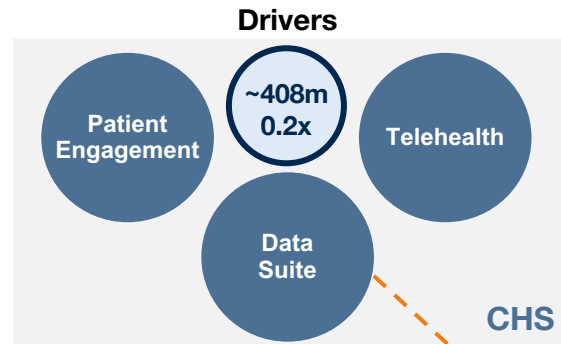 Drivers
~408m
0.2x
Patient
Engagement
Telehealth
Data
Suite
CHS